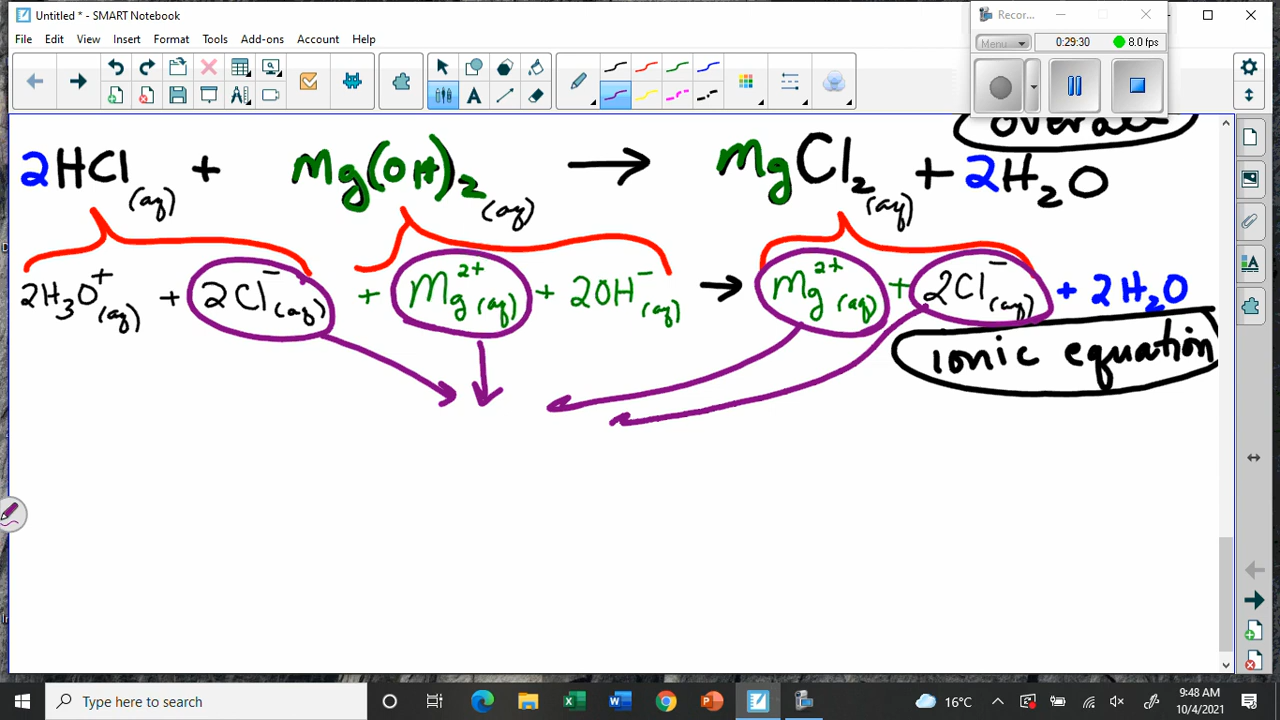 Untitled * - SMART Notebook
Recor...
File Edit View Insert Format Tools Add-ons Account Help
Menu 0:29:30 8.0 fps
overall
2HCl(aq) + Mg(OH)2(aq) → MgCl2(aq) + 2H2O
2H3O+(aq) + 2Cl−(aq) + Mg2+(aq) + 2OH−(aq) → Mg2+(aq) + 2Cl−(aq) + 2H2O
ionic equation
Type here to search
16°C
9:48 AM
10/4/2021